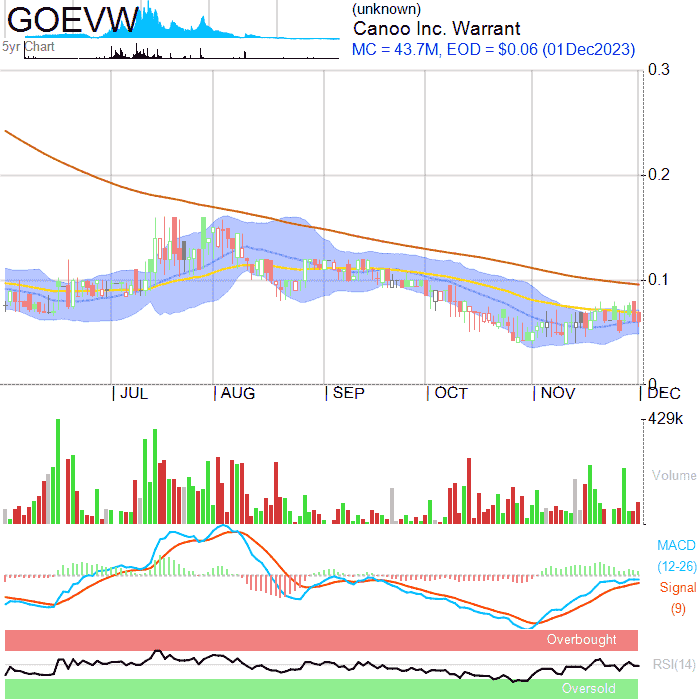 GOEVW
5yr Chart
(unknown)
Canoo Inc. Warrant
MC = 43.7M, EOD = $0.06 (01Dec2023)
0.3
0.2
0.1
0
JUL AUG SEP OCT NOV DEC
429k
Volume
MACD
(12-26)
Signal
(9)
Overbought
RSI(14)
Oversold